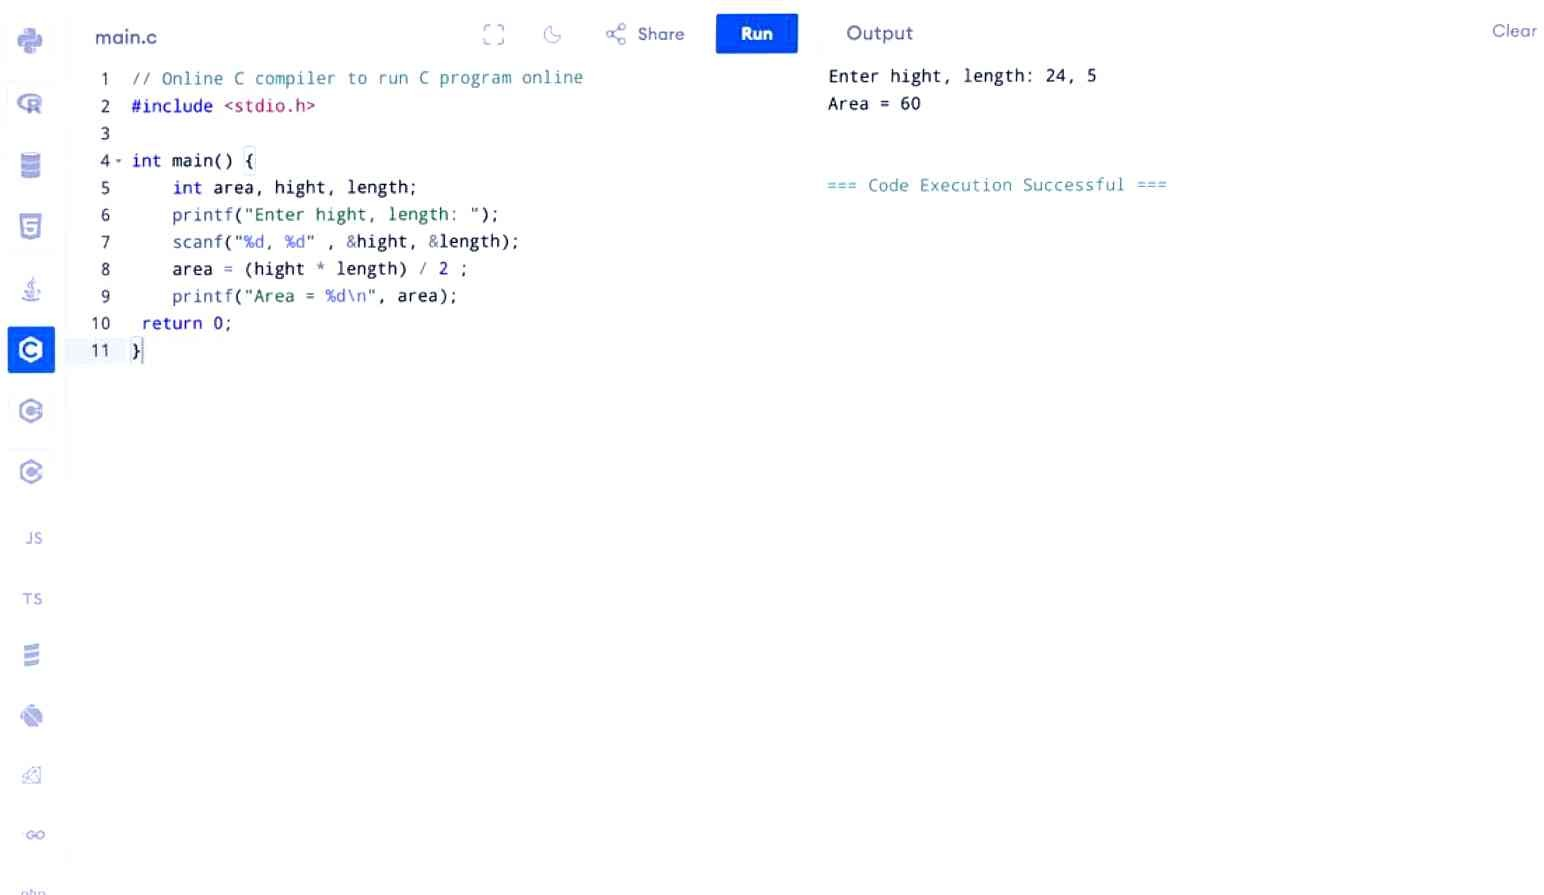 main.c
Share
Run
Output
Clear
1 // Online C compiler to run C program online
2 #include <stdio.h>
3
4 int main() {
5 int area, hight, length;
6 printf("Enter hight, length: ");
7 scanf("%d, %d" , &hight, &length);
8 area = (hight * length) / 2 ;
9 printf("Area = %d\n", area);
10 return 0;
11 }
Enter hight, length: 24, 5
Area = 60
=== Code Execution Successful ===
R
5
C
C
C
JS
TS
GO
php